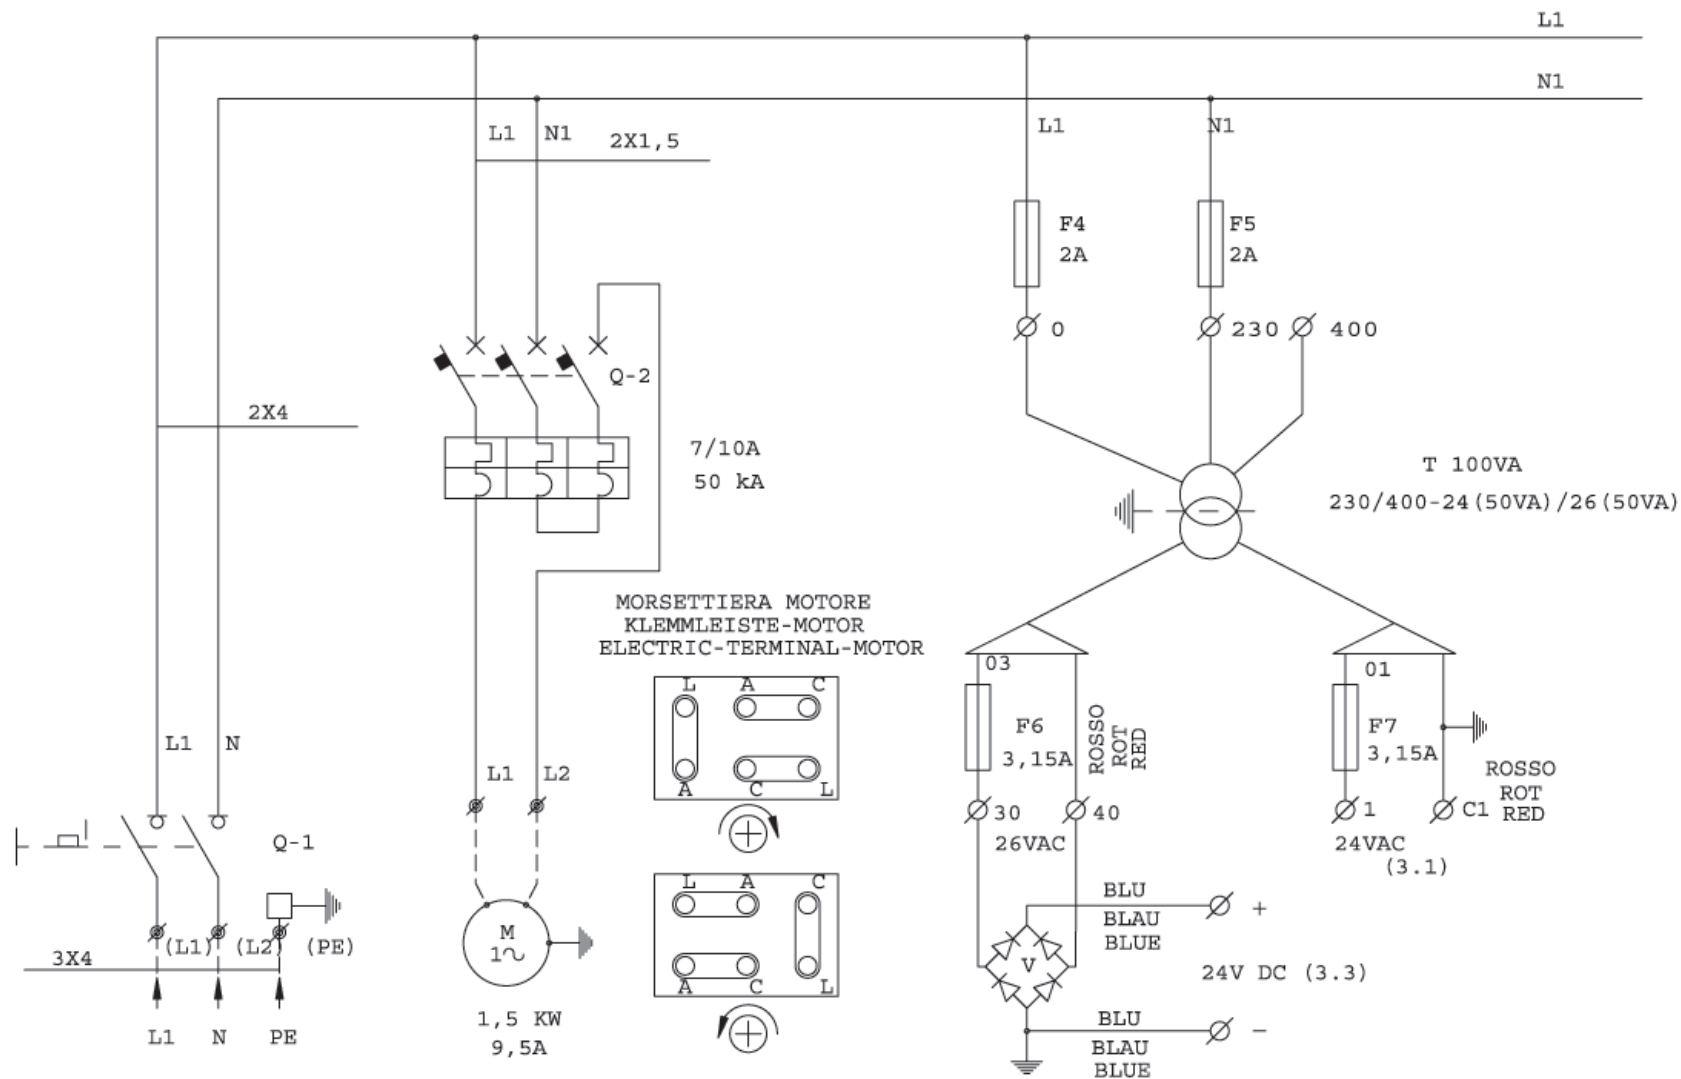 L1
N1
L1 N1
2X1,5
L1
N1
F4
2A
F5
2A
0
230
400
Q-2
2X4
7/10A
50 kA
T 100VA
230/400-24(50VA)/26(50VA)
MORSETTIERA MOTORE
KLEMMLEISTE-MOTOR
ELECTRIC-TERMINAL-MOTOR
L A C
A C L
03
F6
3,15A
ROSSO
ROT
RED
01
F7
3,15A
ROSSO
ROT
RED
L1 N
L1 L2
30
40
26VAC
1
C1
24VAC
(3.1)
Q-1
L A C
A C L
BLU
BLAU
BLUE
+
V
24V DC (3.3)
BLU
BLAU
BLUE
−
(L1) (L2) (PE)
3X4
M
1
1,5 KW
9,5A
L1 N PE